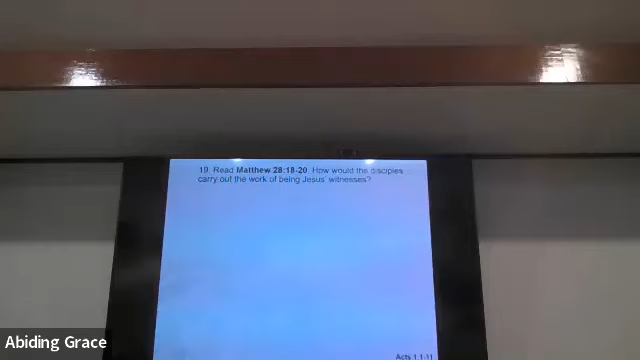 19. Read Matthew 28:18-20. How would the disciples
carry out the work of being Jesus' witnesses?
Acts 1:1-11
Abiding Grace